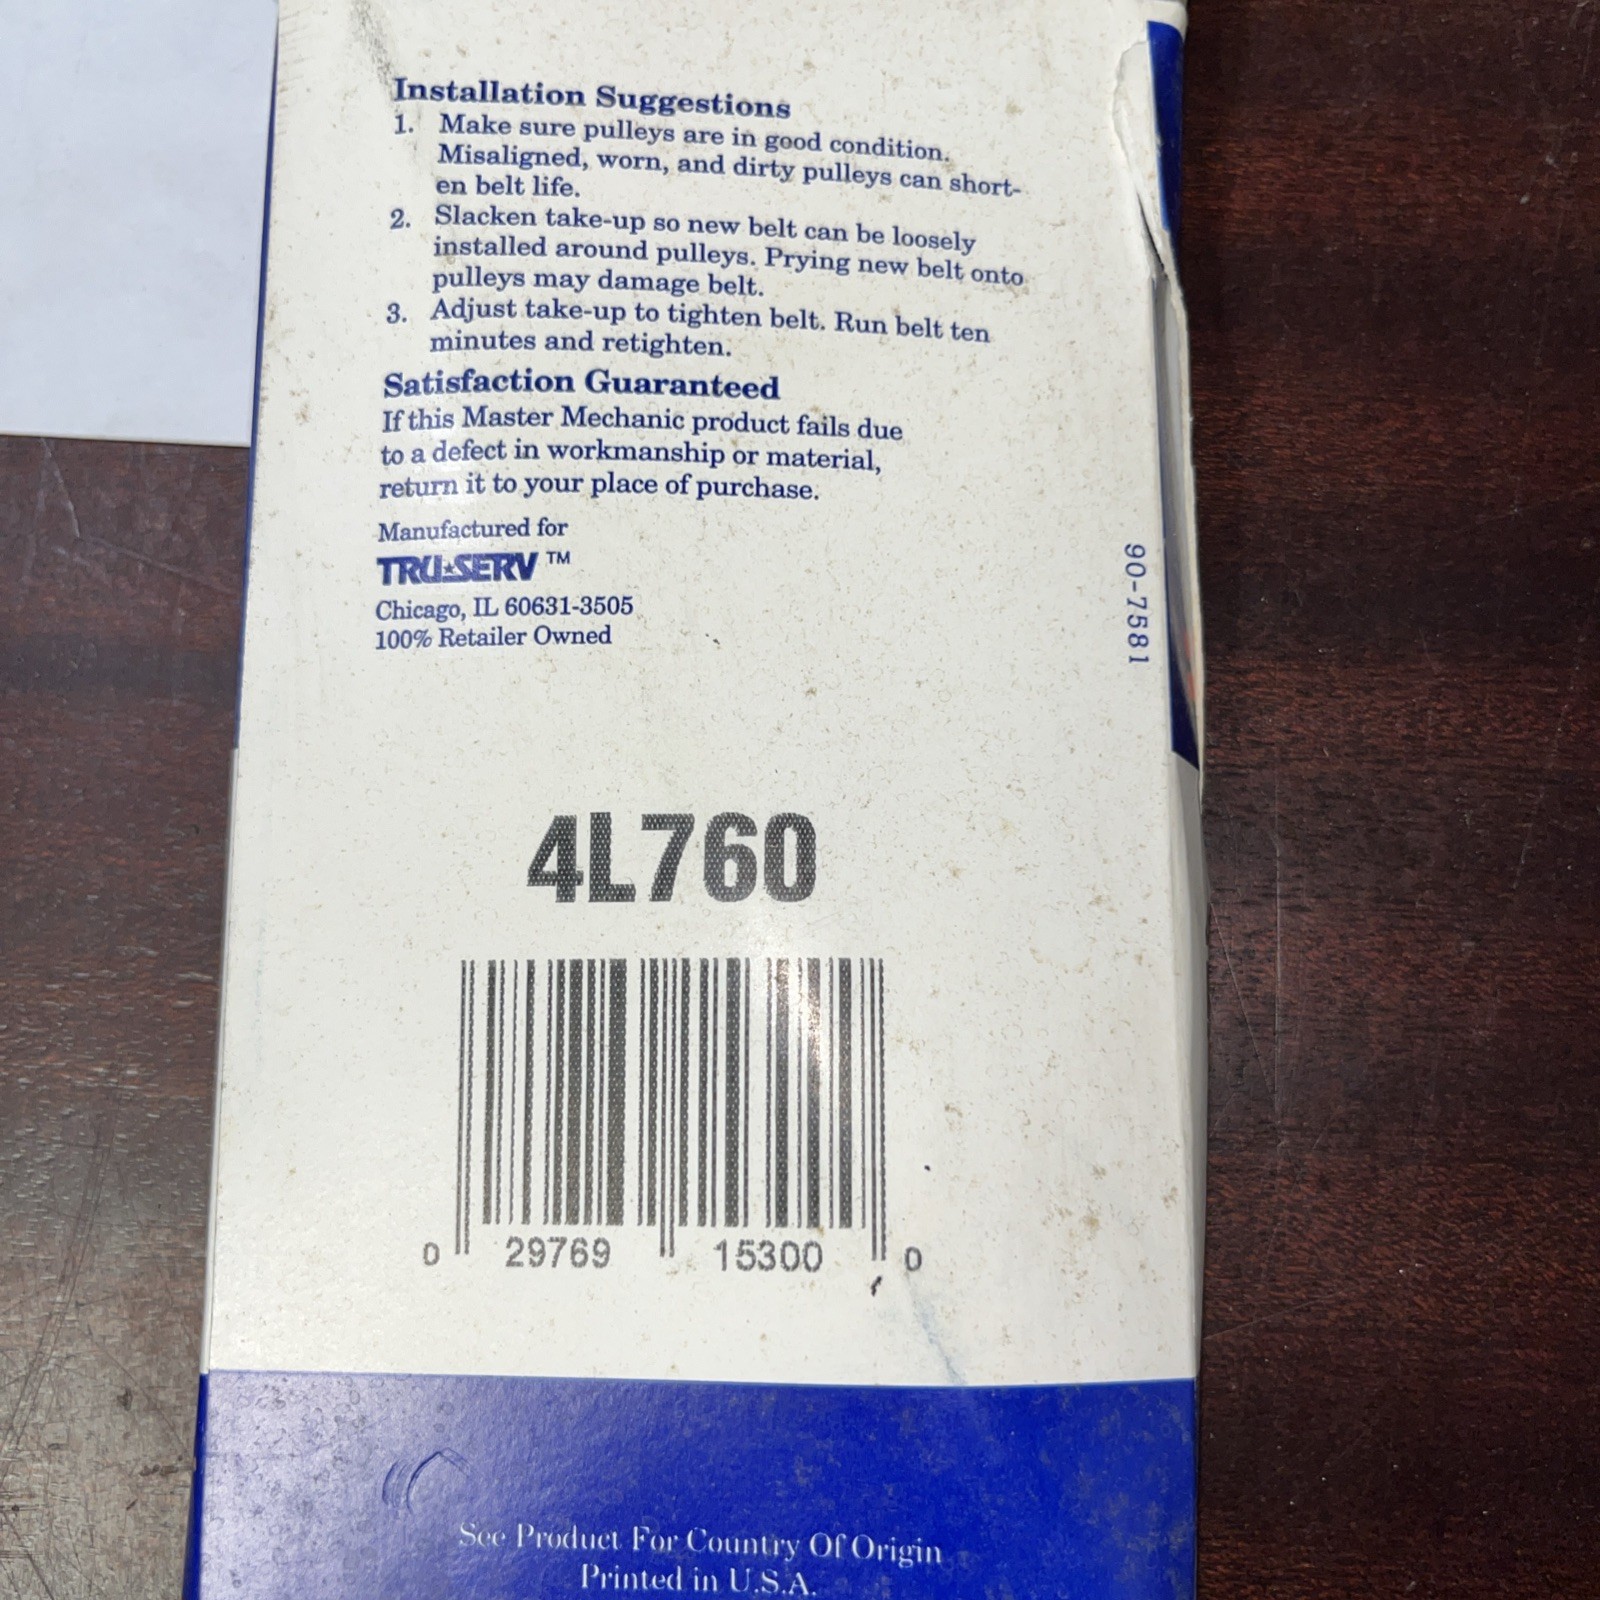 Installation Suggestions
1. Make sure pulleys are in good condition.
Misaligned, worn, and dirty pulleys can short-
en belt life.
2. Slacken take-up so new belt can be loosely
installed around pulleys. Prying new belt onto
pulleys may damage belt.
3. Adjust take-up to tighten belt. Run belt ten
minutes and retighten.
Satisfaction Guaranteed
If this Master Mechanic product fails due
to a defect in workmanship or material,
return it to your place of purchase.
Manufactured for
TRU★SERV ™
Chicago, IL 60631-3505
100% Retailer Owned
90-7581
4L760
0 29769 15300 0
See Product For Country Of Origin
Printed in U.S.A.